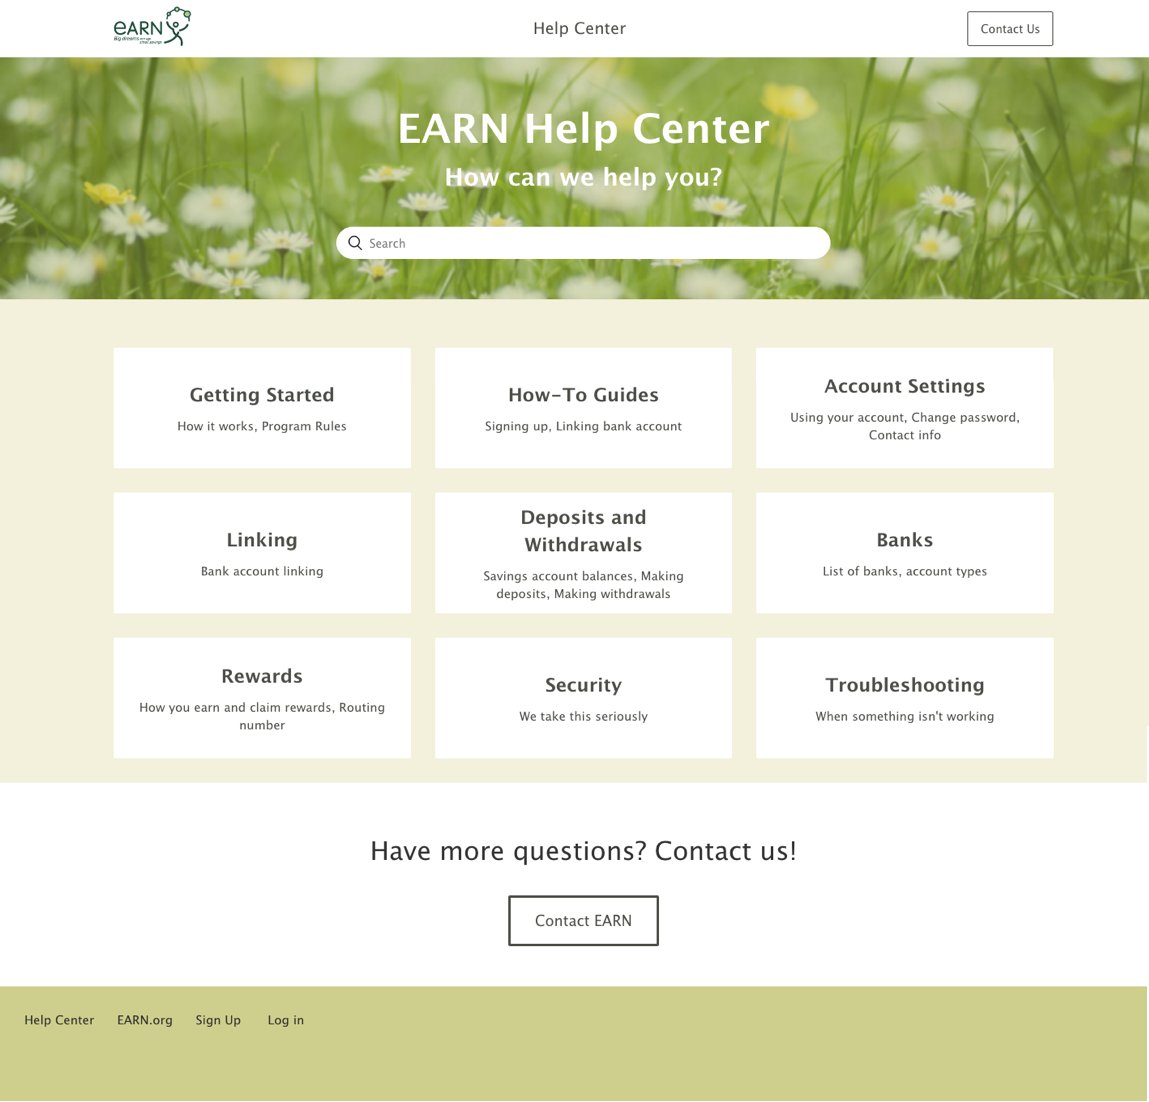 EARN
Big dreams through
small savings
Help Center
Contact Us
EARN Help Center
How can we help you?
Search
Getting Started
How it works, Program Rules
How-To Guides
Signing up, Linking bank account
Account Settings
Using your account, Change password,
Contact info
Linking
Bank account linking
Deposits and
Withdrawals
Savings account balances, Making
deposits, Making withdrawals
Banks
List of banks, account types
Rewards
How you earn and claim rewards, Routing
number
Security
We take this seriously
Troubleshooting
When something isn't working
Have more questions? Contact us!
Contact EARN
Help Center
EARN.org
Sign Up
Log in